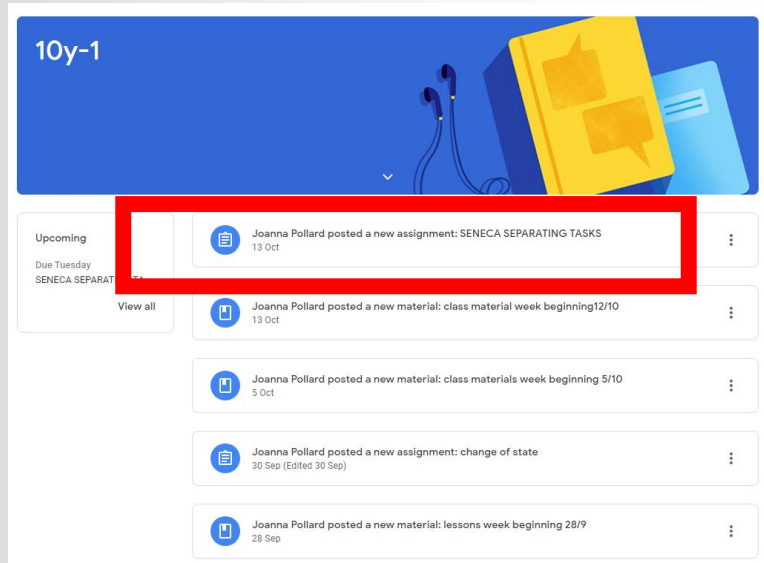 10y-1
Upcoming
Due Tuesday
SENECA SEPARAT
View all
Joanna Pollard posted a new assignment: SENECA SEPARATING TASKS
13 Oct
Joanna Pollard posted a new material: class material week beginning12/10
13 Oct
Joanna Pollard posted a new material: class materials week beginning 5/10
5 Oct
Joanna Pollard posted a new assignment: change of state
30 Sep (Edited 30 Sep)
Joanna Pollard posted a new material: lessons week beginning 28/9
28 Sep